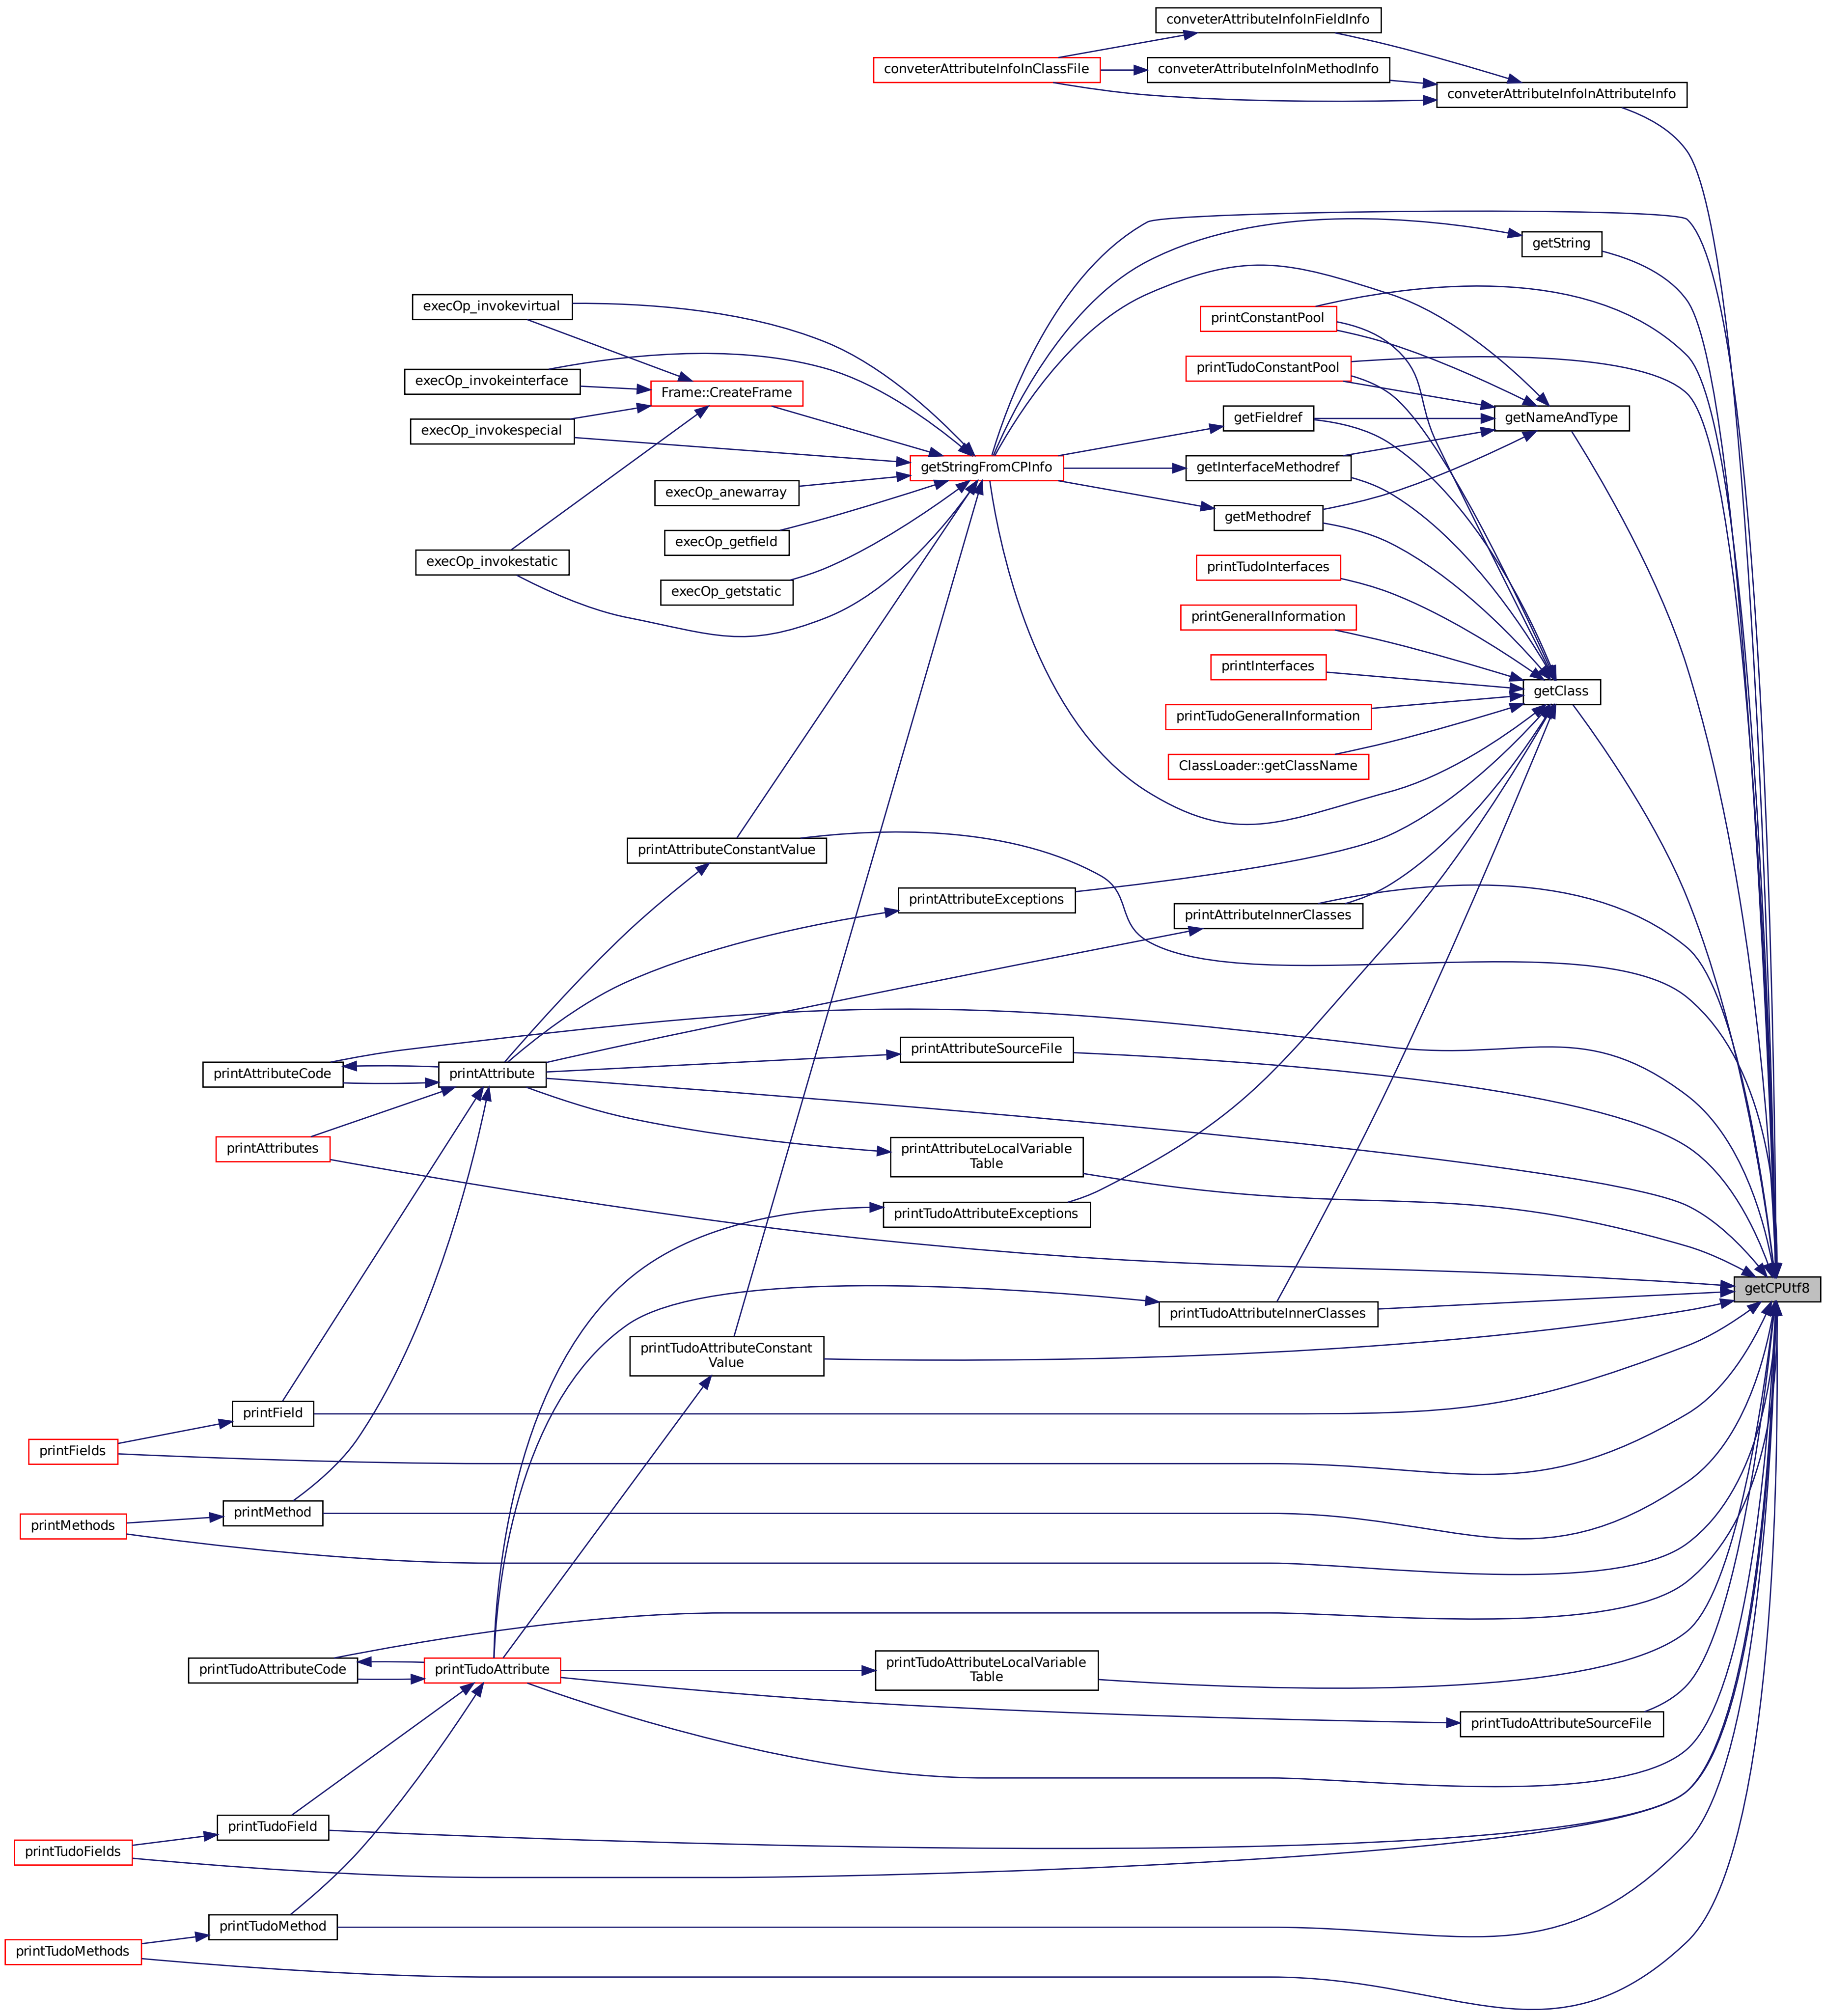 conveterAttributeInfoInFieldInfo
conveterAttributeInfoInClassFile
conveterAttributeInfoInMethodInfo
conveterAttributeInfoInAttributeInfo
getString
execOp_invokevirtual
printConstantPool
printTudoConstantPool
execOp_invokeinterface
Frame::CreateFrame
getFieldref
getNameAndType
execOp_invokespecial
getStringFromCPInfo
getInterfaceMethodref
execOp_anewarray
getMethodref
execOp_getfield
execOp_invokestatic
printTudoInterfaces
execOp_getstatic
printGeneralInformation
printInterfaces
getClass
printTudoGeneralInformation
ClassLoader::getClassName
printAttributeConstantValue
printAttributeExceptions
printAttributeInnerClasses
printAttributeSourceFile
printAttributeCode
printAttribute
printAttributes
printAttributeLocalVariable
Table
printTudoAttributeExceptions
getCPUtf8
printTudoAttributeInnerClasses
printTudoAttributeConstant
Value
printField
printFields
printMethod
printMethods
printTudoAttributeCode
printTudoAttribute
printTudoAttributeLocalVariable
Table
printTudoAttributeSourceFile
printTudoField
printTudoFields
printTudoMethod
printTudoMethods